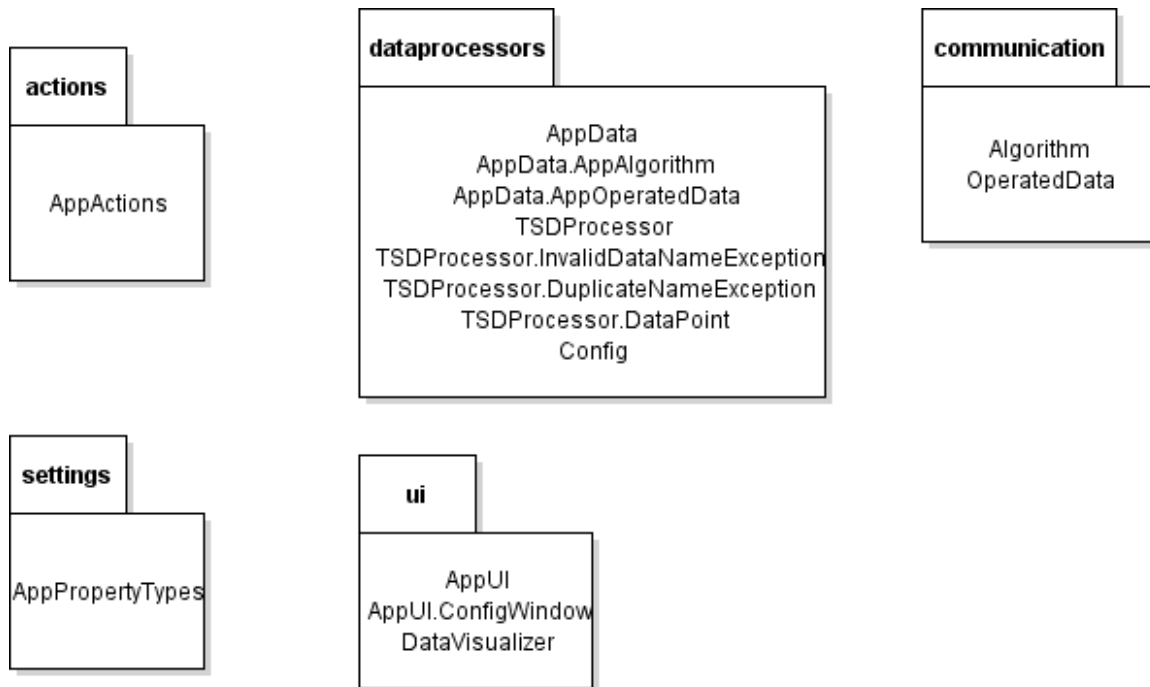 actions
AppActions
dataprocessors
AppData
AppData.AppAlgorithm
AppData.AppOperatedData
TSDProcessor
TSDProcessor.InvalidDataNameException
TSDProcessor.DuplicateNameException
TSDProcessor.DataPoint
Config
communication
Algorithm
OperatedData
settings
AppPropertyTypes
ui
AppUI
AppUI.ConfigWindow
DataVisualizer